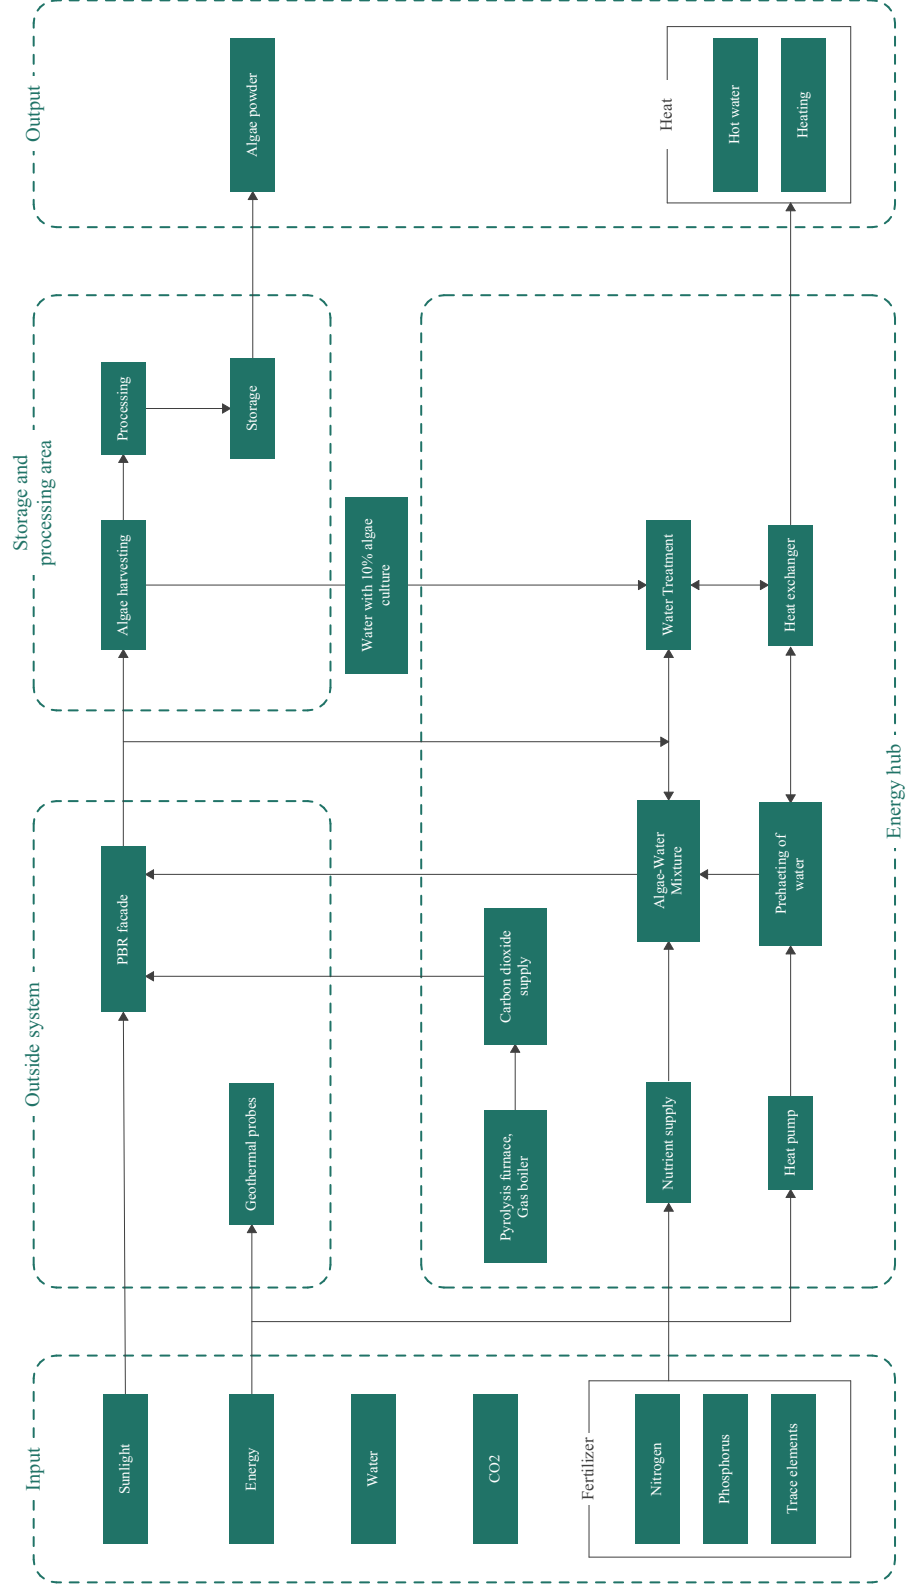 Input
Sunlight
Energy
Water
CO2
Fertilizer
Nitrogen
Phosphorus
Trace elements
Outside system
PBR facade
Geothermal probes
Storage and
processing area
Algae harvesting
Processing
Storage
Water with 10% algae
culture
Energy hub
Pyrolysis furnace,
Gas boiler
Carbon dioxide
supply
Nutrient supply
Algae-Water
Mixture
Water Treatment
Heat pump
Prehaeting of
water
Heat exchanger
Output
Algae powder
Heat
Hot water
Heating